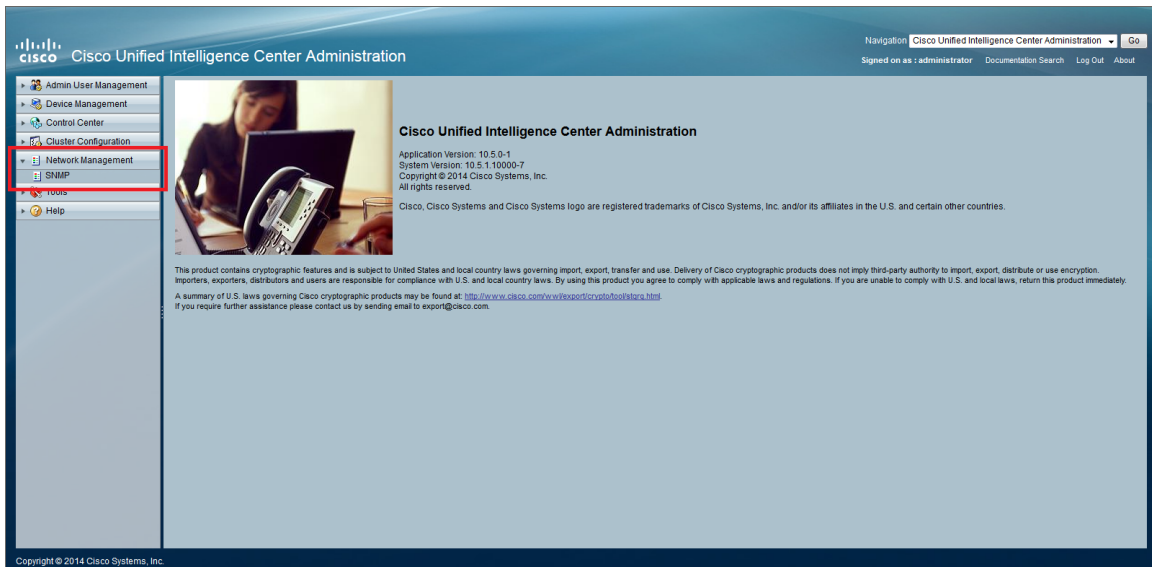 Navigation Cisco Unified Intelligence Center Administration Go
CISCO Cisco Unified Intelligence Center Administration
Signed on as : administrator Documentation Search Log Out About
Admin User Management
Device Management
Control Center
Cluster Configuration
Network Management
SNMP
Tools
Help
Cisco Unified Intelligence Center Administration
Application Version: 10.5.0-1
System Version: 10.5.1.10000-7
Copyright © 2014 Cisco Systems, Inc.
All rights reserved.
Cisco, Cisco Systems and Cisco Systems logo are registered trademarks of Cisco Systems, Inc. and/or its affiliates in the U.S. and certain other countries.
This product contains cryptographic features and is subject to United States and local country laws governing import, export, transfer and use. Delivery of Cisco cryptographic products does not imply third-party authority to import, export, distribute or use encryption.
Importers, exporters, distributors and users are responsible for compliance with U.S. and local country laws. By using this product you agree to comply with applicable laws and regulations. If you are unable to comply with U.S. and local laws, return this product immediately.
A summary of U.S. laws governing Cisco cryptographic products may be found at: http://www.cisco.com/wwl/export/crypto/tool/stqrg.html.
If you require further assistance please contact us by sending email to export@cisco.com.
Copyright © 2014 Cisco Systems, Inc.